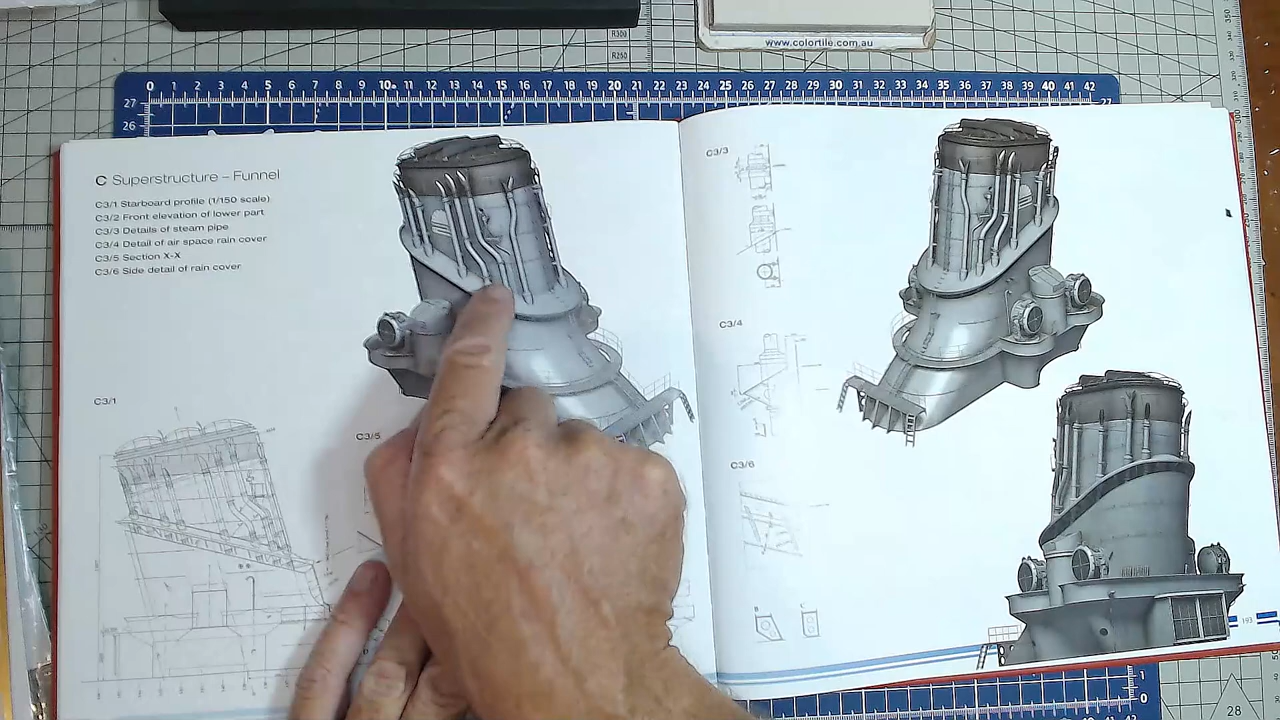 R300
R250
www.colortile.com.au
0 1 2 3 4 5 6 7 8 9 10 11 12 13 14 15 16 17 18 19 20 21 22 23 24 25 26 27 28 29 30 31 32 33 34 35 36 37 38 39 40 41 42
27
27
26
C Superstructure – Funnel
C3/1 Starboard profile (1/150 scale)
C3/2 Front elevation of lower part
C3/3 Details of steam pipe
C3/4 Detail of air space rain cover
C3/5 Section X-X
C3/6 Side detail of rain cover
C3/1
C3/5
C3/3
C3/4
C3/6
B
C
193
1
0
28